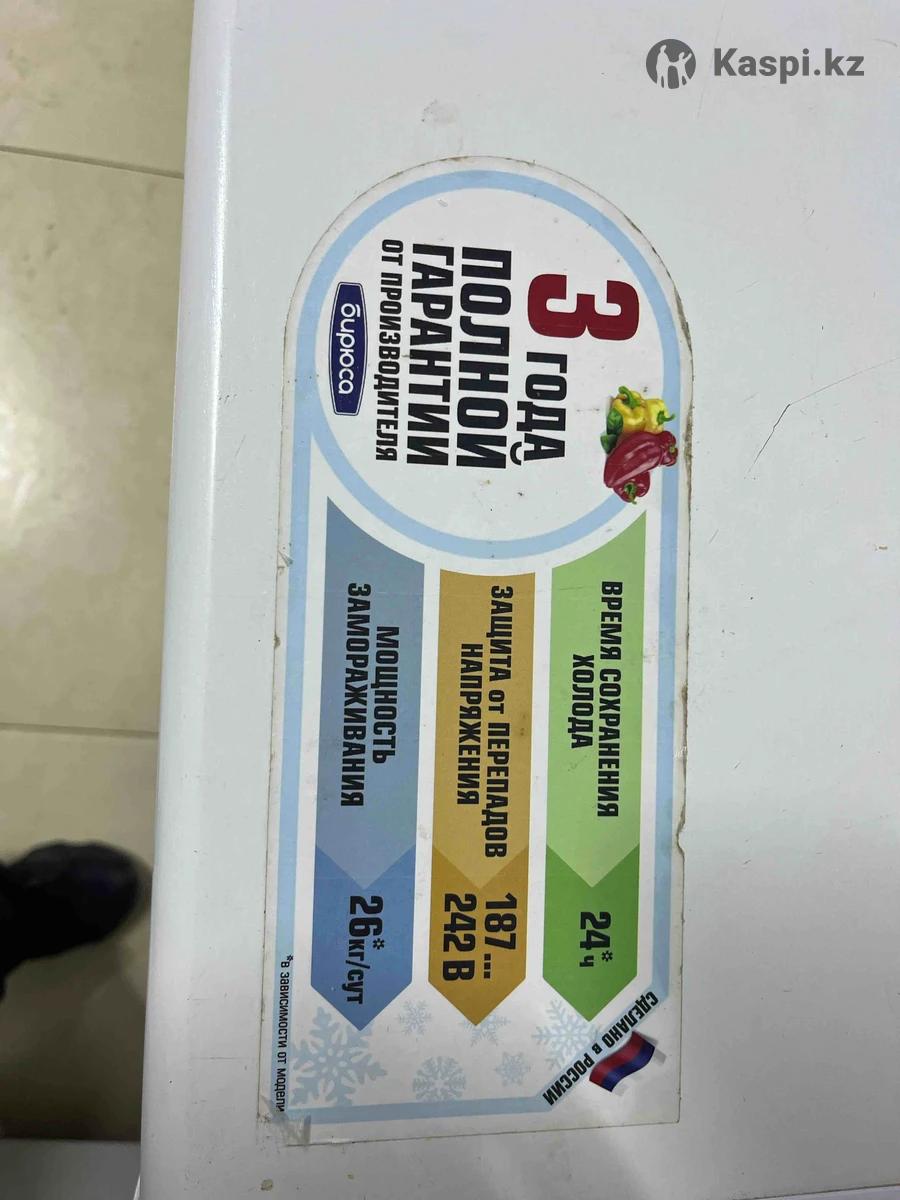 Kaspi.kz
3 ГОДА
ПОЛНОЙ
ГАРАНТИИ
ОТ ПРОИЗВОДИТЕЛЯ
бирюса
ВРЕМЯ СОХРАНЕНИЯ
ХОЛОДА
24* ч
ЗАЩИТА от ПЕРЕПАДОВ
НАПРЯЖЕНИЯ
187...
242 В
МОЩНОСТЬ
ЗАМОРАЖИВАНИЯ
26* кг/сут
СДЕЛАНО В РОССИИ
*в зависимости от модели